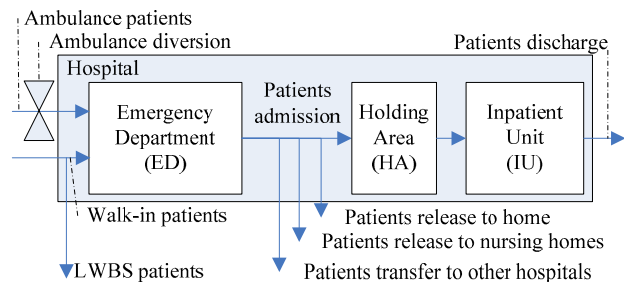 Ambulance patients
Ambulance diversion
Patients discharge
Hospital
Patients
admission
Emergency
Department
(ED)
Holding
Area
(HA)
Inpatient
Unit
(IU)
Walk-in patients
Patients release to home
Patients release to nursing homes
LWBS patients
Patients transfer to other hospitals